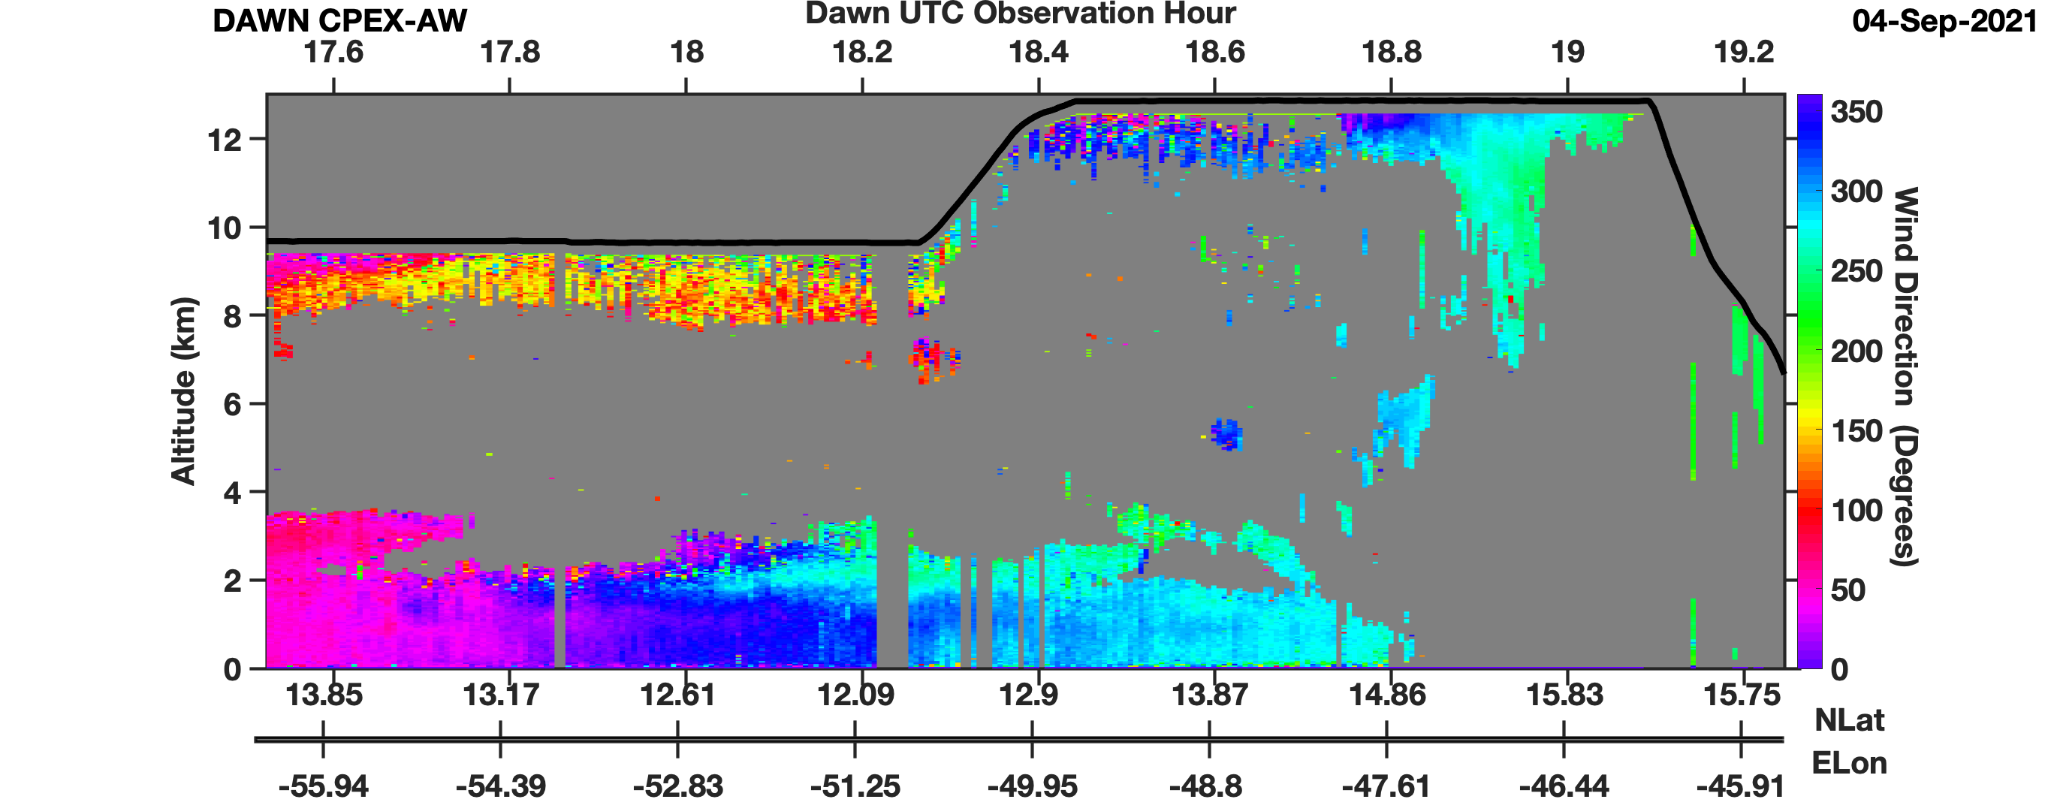 DAWN CPEX-AW
Dawn UTC Observation Hour
04-Sep-2021
17.6 17.8 18 18.2 18.4 18.6 18.8 19 19.2
12
10
8
6
4
2
0
Altitude (km)
350
300
250
200
150
100
50
0
Wind Direction (Degrees)
13.85 13.17 12.61 12.09 12.9 13.87 14.86 15.83 15.75
NLat
ELon
-55.94 -54.39 -52.83 -51.25 -49.95 -48.8 -47.61 -46.44 -45.91